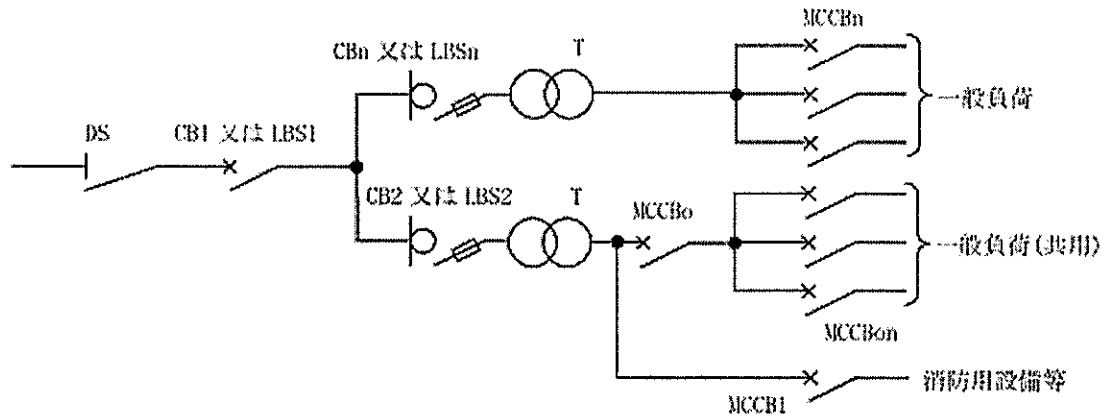 MCCBn
CBn 又は LBSn
T
一般負荷
DS
CB1 又は LBS1
CB2 又は LBS2
T
MCCBo
一般負荷(共用)
MCCBon
消防用設備等
MCCB1